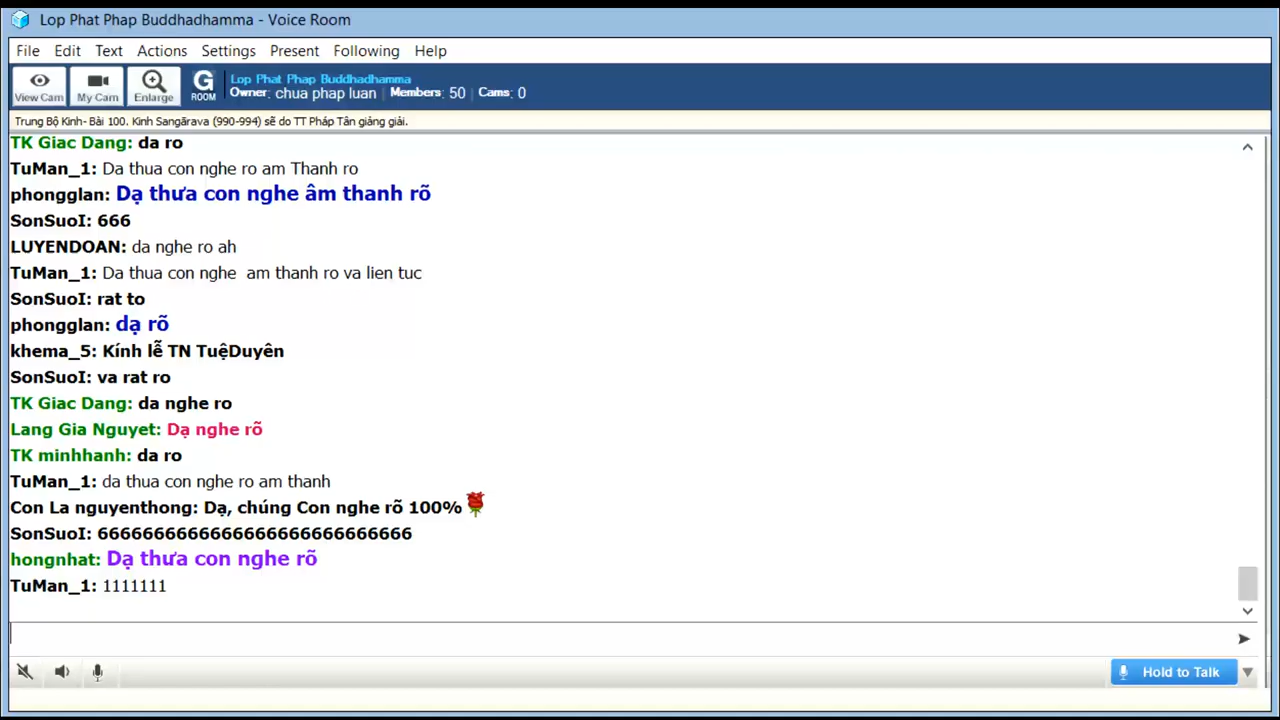 Lop Phat Phap Buddhadhamma - Voice Room
File Edit Text Actions Settings Present Following Help
View Cam My Cam Enlarge G ROOM
Lop Phat Phap Buddhadhamma
Owner: chua phap luan | Members: 50 | Cams: 0
Trung Bộ Kinh- Bài 100. Kinh Sangārava (990-994) sẽ do TT Pháp Tân giảng giải.
TK Giac Dang: da ro
TuMan_1: Da thua con nghe ro am Thanh ro
phongglan: Dạ thưa con nghe âm thanh rõ
SonSuoI: 666
LUYENDOAN: da nghe ro ah
TuMan_1: Da thua con nghe  am thanh ro va lien tuc
SonSuoI: rat to
phongglan: dạ rõ
khema_5: Kính lễ TN TuệDuyên
SonSuoI: va rat ro
TK Giac Dang: da nghe ro
Lang Gia Nguyet: Dạ nghe rõ
TK minhhanh: da ro
TuMan_1: da thua con nghe ro am thanh
Con La nguyenthong: Dạ, chúng Con nghe rõ 100%
SonSuoI: 6666666666666666666666666666
hongnhat: Dạ thưa con nghe rõ
TuMan_1: 1111111
Hold to Talk